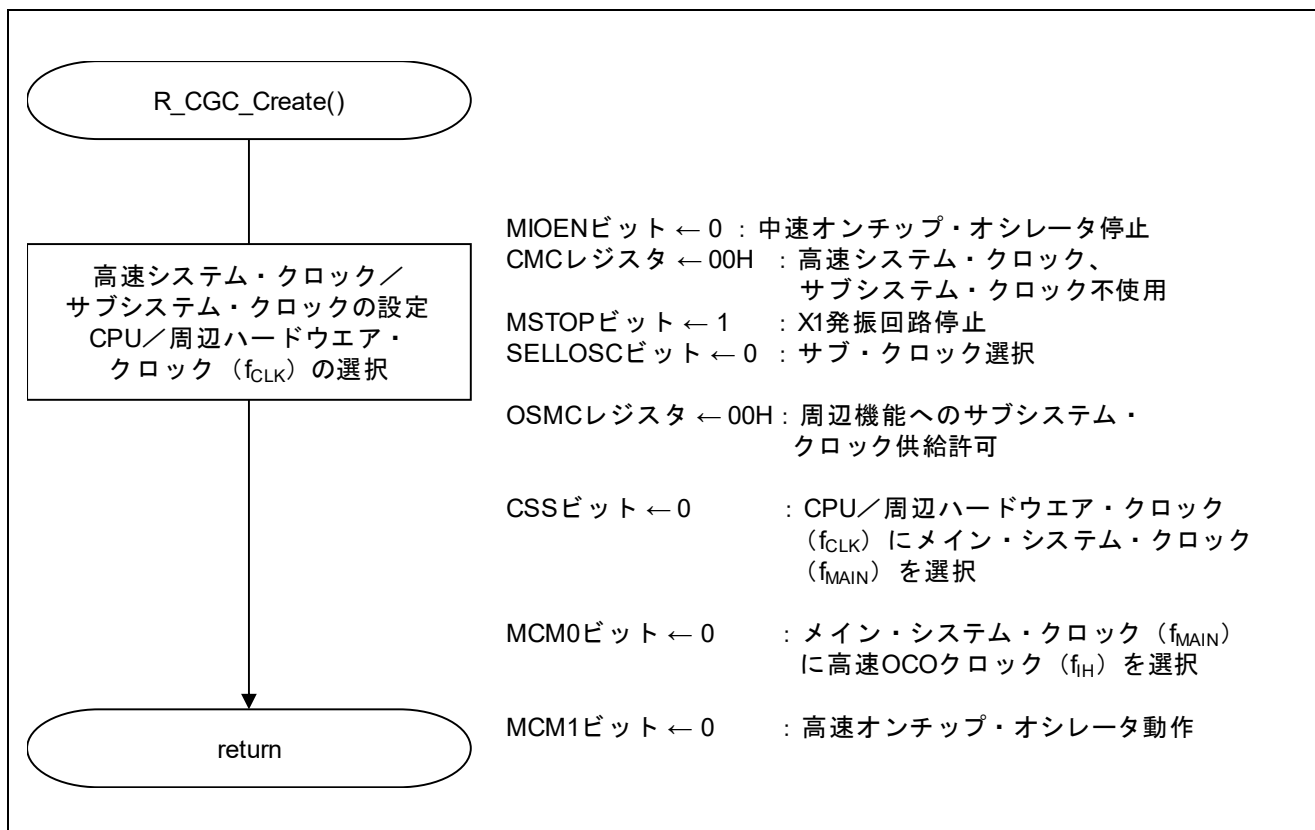 R_CGC_Create()
高速システム・クロック／
サブシステム・クロックの設定
CPU／周辺ハードウエア・
クロック（fCLK）の選択
return
MIOENビット ← 0 ：中速オンチップ・オシレータ停止
CMCレジスタ ← 00H ：高速システム・クロック、
サブシステム・クロック不使用
MSTOPビット ← 1 ：X1発振回路停止
SELLOSCビット ← 0 ：サブ・クロック選択
OSMCレジスタ ← 00H：周辺機能へのサブシステム・
クロック供給許可
CSSビット ← 0 ：CPU／周辺ハードウエア・クロック
（fCLK）にメイン・システム・クロック
（fMAIN）を選択
MCM0ビット ← 0 ：メイン・システム・クロック（fMAIN）
に高速OCOクロック（fIH）を選択
MCM1ビット ← 0 ：高速オンチップ・オシレータ動作